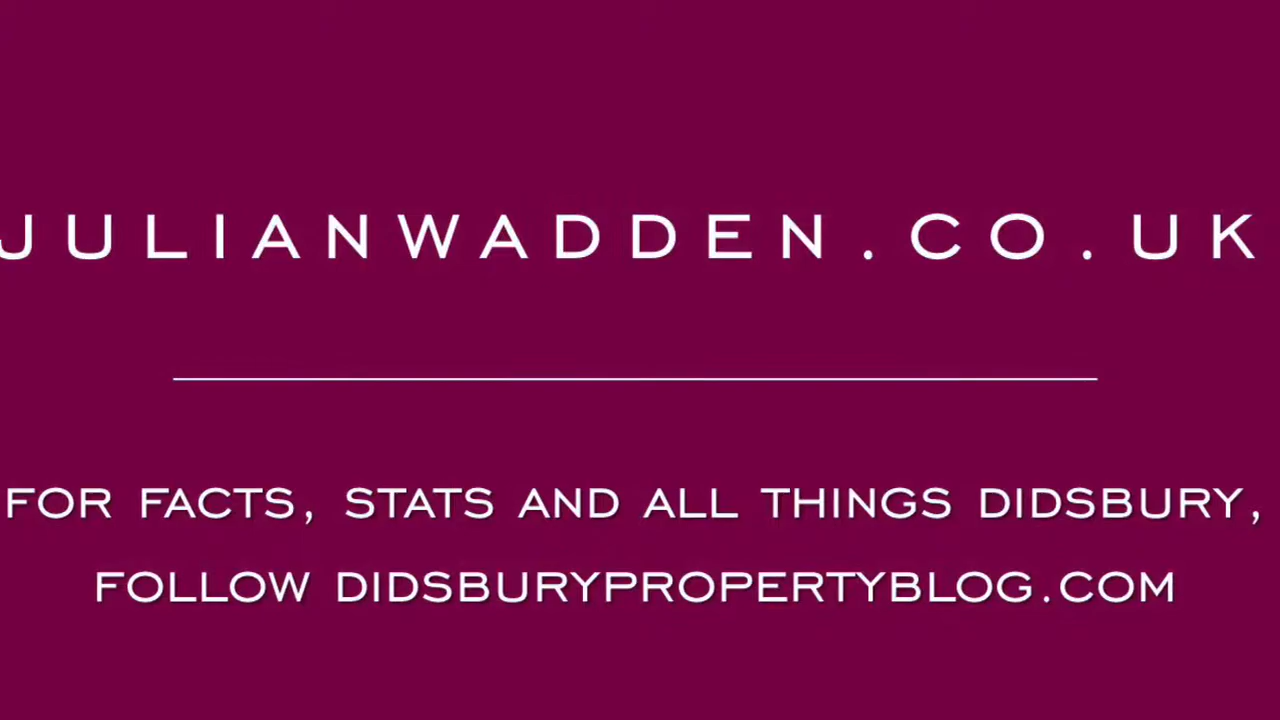 JULIANWADDEN.CO.UK
FOR FACTS, STATS AND ALL THINGS DIDSBURY,
FOLLOW DIDSBURYPROPERTYBLOG.COM